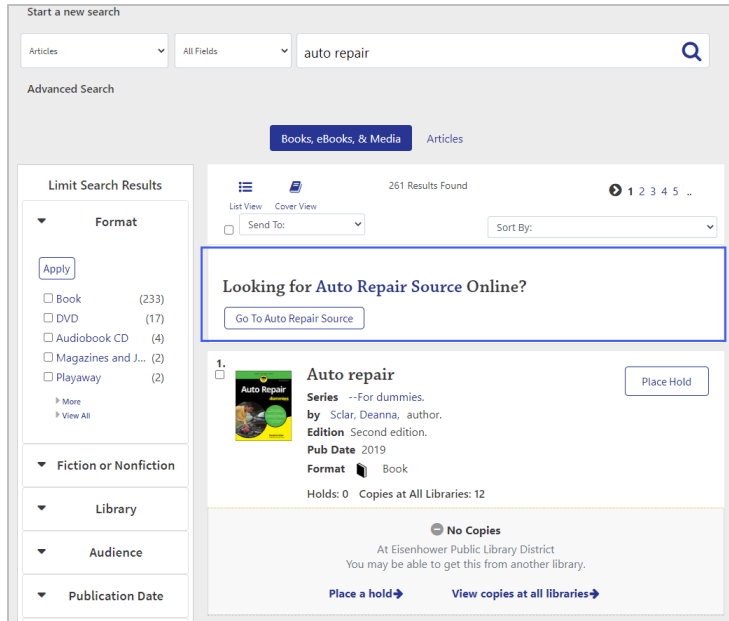 Start a new search
Articles
All Fields
auto repair
Advanced Search
Books, eBooks, & Media
Articles
Limit Search Results
Format
Apply
Book (233)
DVD (17)
Audiobook CD (4)
Magazines and J... (2)
Playaway (2)
More
View All
Fiction or Nonfiction
Library
Audience
Publication Date
List View
Cover View
261 Results Found
1 2 3 4 5 ..
Send To:
Sort By:
Looking for Auto Repair Source Online?
Go To Auto Repair Source
1.
Auto Repair
dummies
Auto repair
Place Hold
Series --For dummies.
by Sclar, Deanna, author.
Edition Second edition.
Pub Date 2019
Format Book
Holds: 0 Copies at All Libraries: 12
No Copies
At Eisenhower Public Library District
You may be able to get this from another library.
Place a hold
View copies at all libraries